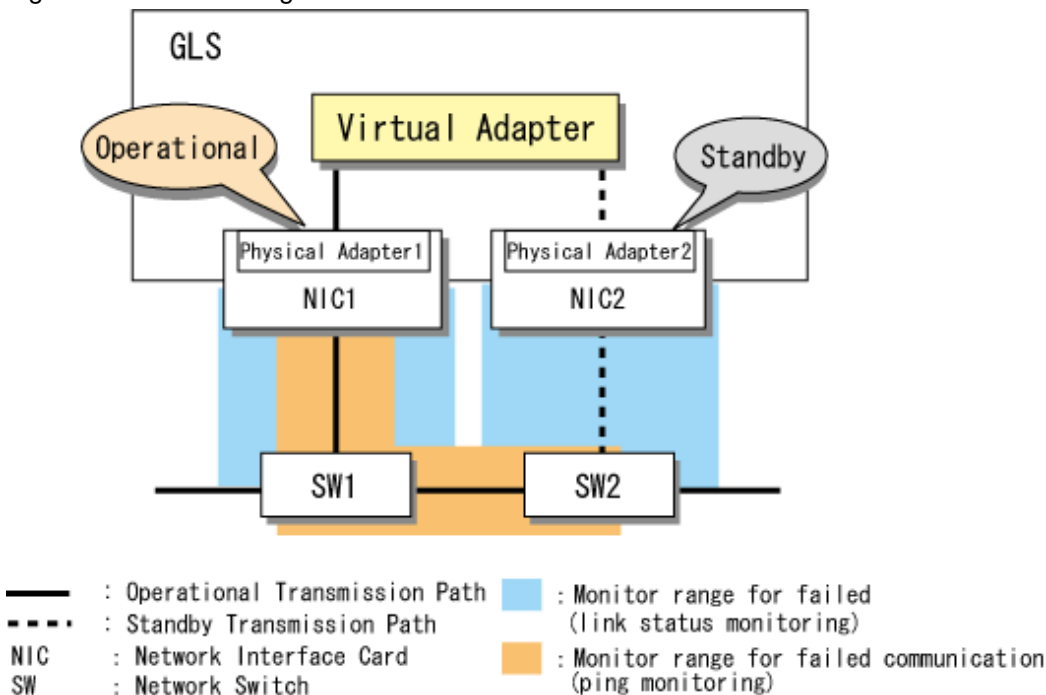 GLS
Virtual Adapter
Operational
Standby
Physical Adapter1
Physical Adapter2
NIC1
NIC2
SW1
SW2
: Operational Transmission Path
: Standby Transmission Path
NIC : Network Interface Card
SW : Network Switch
: Monitor range for failed
(link status monitoring)
: Monitor range for failed communication
(ping monitoring)